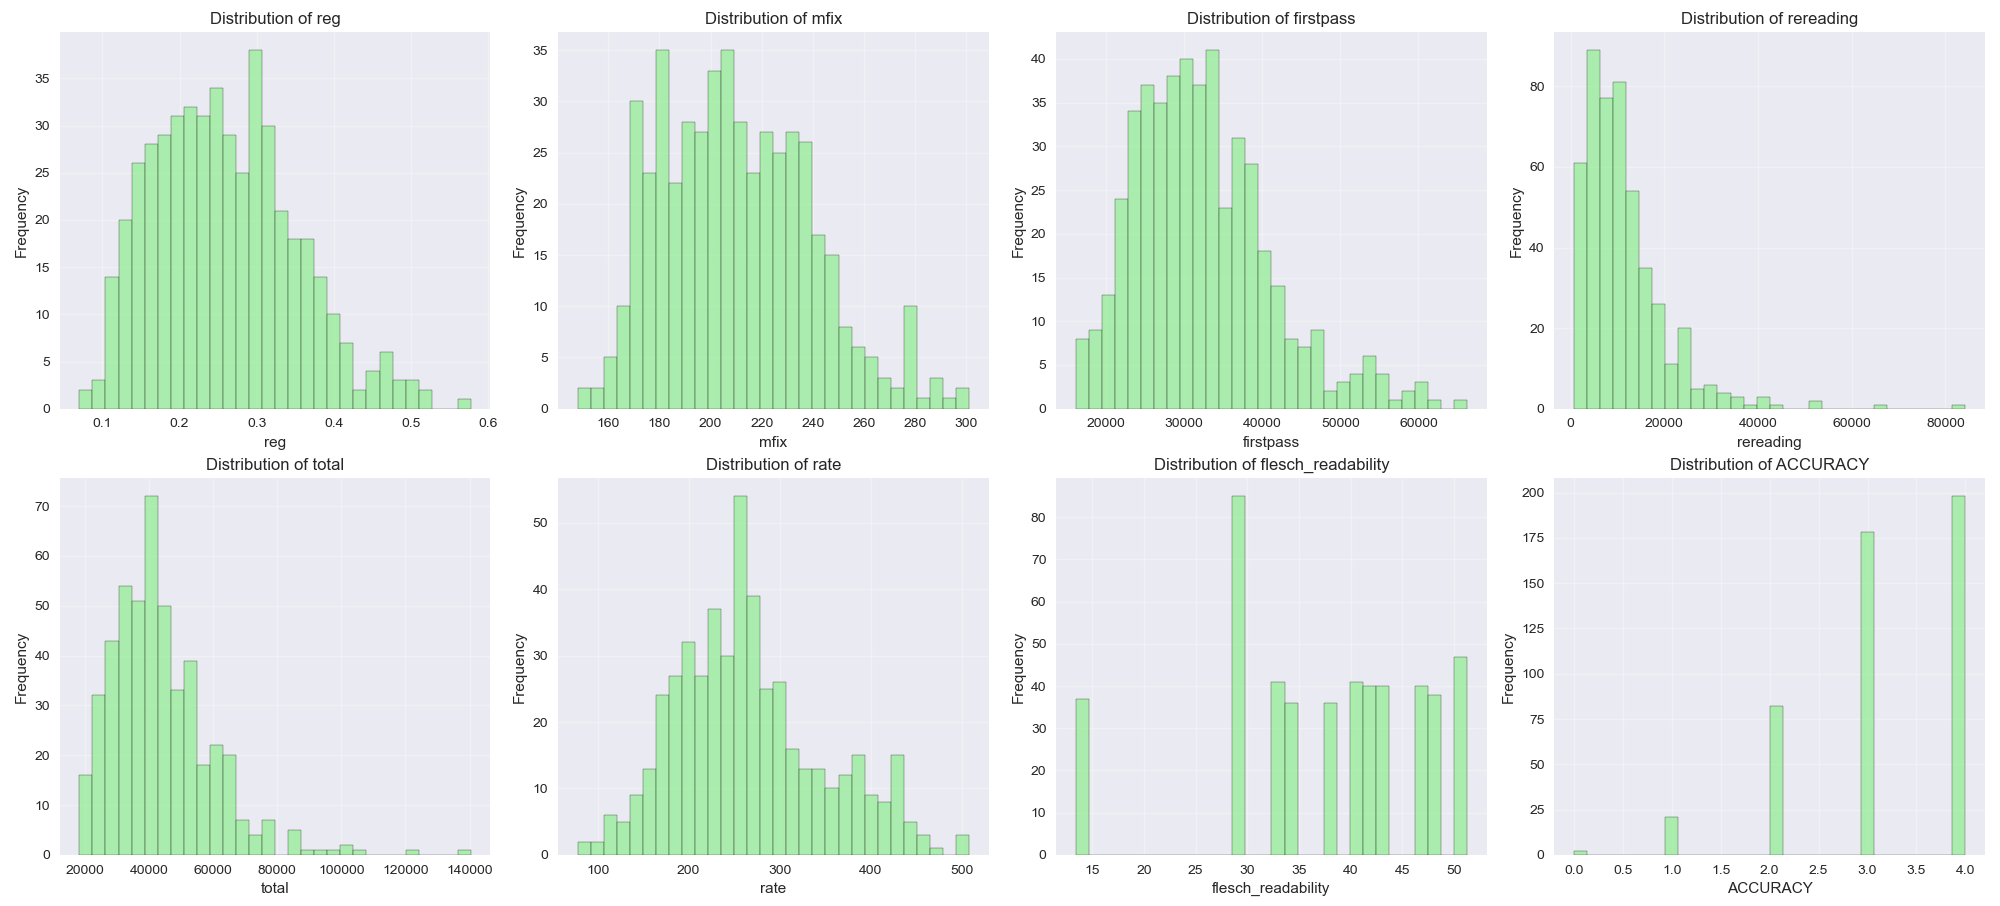 Distribution of reg
Frequency
35
30
25
20
15
10
5
0
0.1 0.2 0.3 0.4 0.5 0.6
reg
Distribution of mfix
Frequency
35
30
25
20
15
10
5
0
160 180 200 220 240 260 280 300
mfix
Distribution of firstpass
Frequency
40
35
30
25
20
15
10
5
0
20000 30000 40000 50000 60000
firstpass
Distribution of rereading
Frequency
80
60
40
20
0
0 20000 40000 60000 80000
rereading
Distribution of total
Frequency
70
60
50
40
30
20
10
0
20000 40000 60000 80000 100000 120000 140000
total
Distribution of rate
Frequency
50
40
30
20
10
0
100 200 300 400 500
rate
Distribution of flesch_readability
Frequency
80
70
60
50
40
30
20
10
0
15 20 25 30 35 40 45 50
flesch_readability
Distribution of ACCURACY
Frequency
200
175
150
125
100
75
50
25
0
0.0 0.5 1.0 1.5 2.0 2.5 3.0 3.5 4.0
ACCURACY